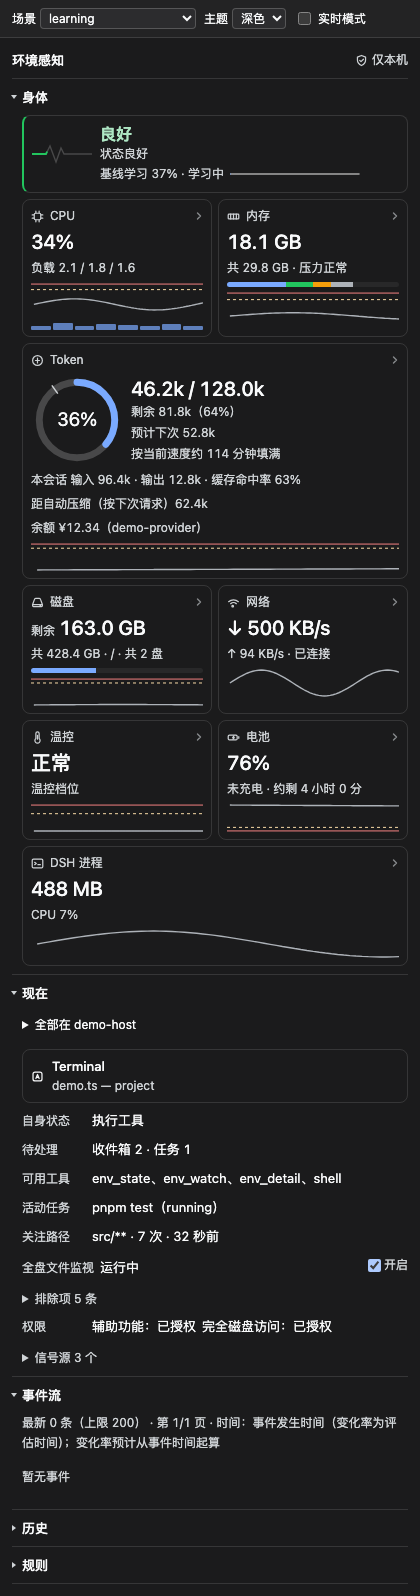 场景 learning 主题 深色 实时模式
环境感知 仅本机
身体
良好
状态良好
基线学习 37% · 学习中
CPU
34%
负载 2.1 / 1.8 / 1.6
内存
18.1 GB
共 29.8 GB · 压力正常
Token
36%
46.2k / 128.0k
剩余 81.8k（64%）
预计下次 52.8k
按当前速度约 114 分钟填满
本会话 输入 96.4k · 输出 12.8k · 缓存命中率 63%
距自动压缩（按下次请求）62.4k
余额 ¥12.34（demo-provider）
磁盘
剩余 163.0 GB
共 428.4 GB · / · 共 2 盘
网络
↓ 500 KB/s
↑ 94 KB/s · 已连接
温控
正常
温控档位
电池
76%
未充电 · 约剩 4 小时 0 分
DSH 进程
488 MB
CPU 7%
现在
全部在 demo-host
Terminal
demo.ts — project
自身状态 执行工具
待处理 收件箱 2 · 任务 1
可用工具 env_state、env_watch、env_detail、shell
活动任务 pnpm test（running）
关注路径 src/** · 7 次 · 32 秒前
全盘文件监视 运行中 开启
排除项 5 条
权限 辅助功能：已授权 完全磁盘访问：已授权
信号源 3 个
事件流
最新 0 条（上限 200） · 第 1/1 页 · 时间：事件发生时间（变化率为评
估时间）；变化率预计从事件时间起算
暂无事件
历史
规则